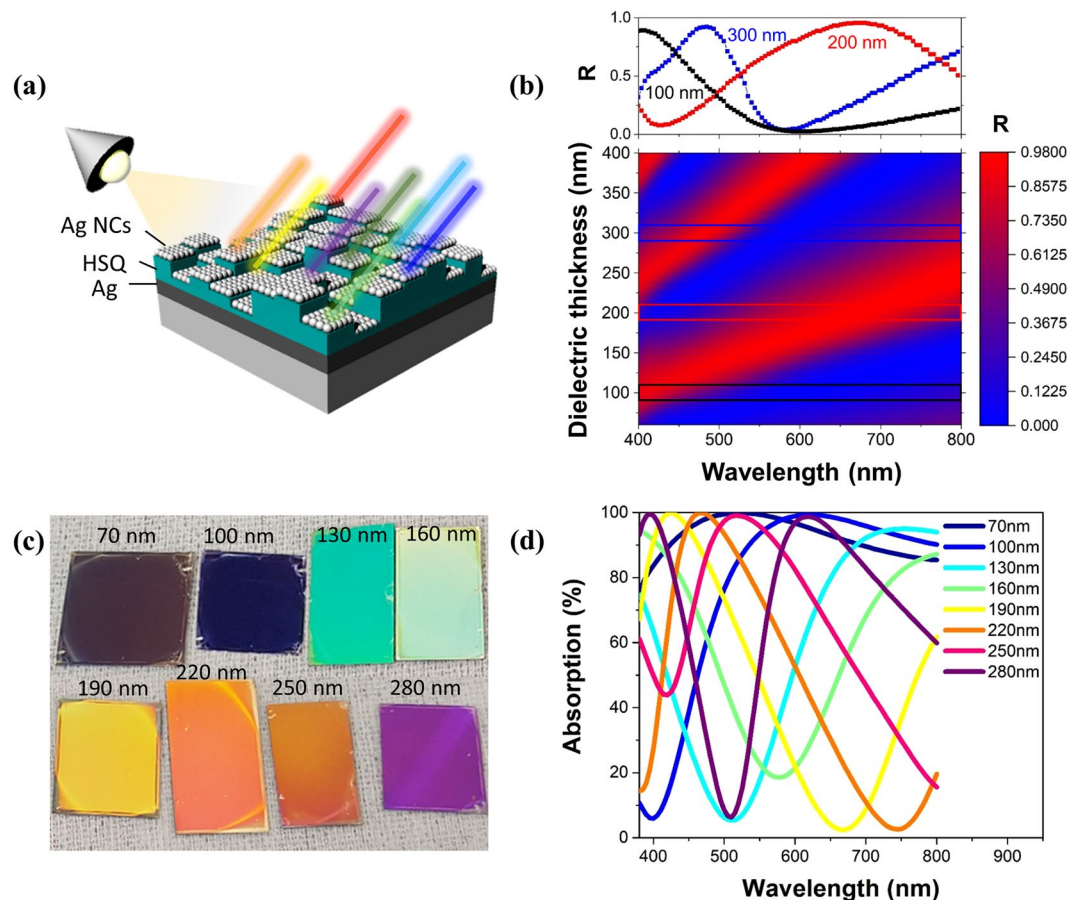 (a)
Ag NCs
HSQ
Ag
(b)
R
1.0
0.5
0.0
300 nm
200 nm
100 nm
R
Dielectric thickness (nm)
400
350
300
250
200
150
100
400 500 600 700 800
Wavelength (nm)
0.9800
0.8575
0.7350
0.6125
0.4900
0.3675
0.2450
0.1225
0.000
(c)
70 nm 100 nm 130 nm 160 nm
190 nm 220 nm 250 nm 280 nm
(d)
Absorption (%)
100
80
60
40
20
0
400 500 600 700 800 900
Wavelength (nm)
70nm
100nm
130nm
160nm
190nm
220nm
250nm
280nm